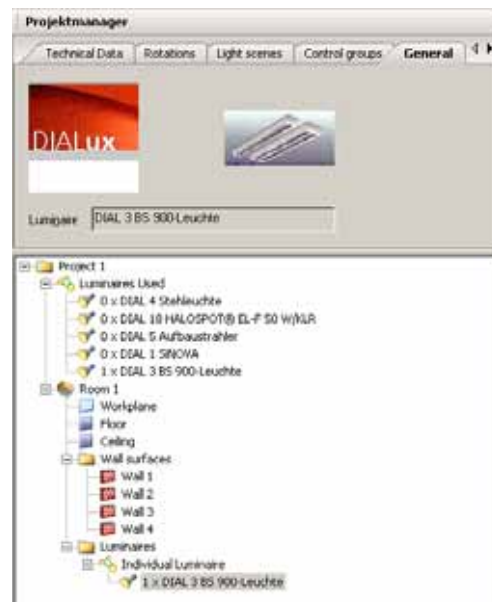 Projektmanager
Technical Data Rotations Light scenes Control groups General
DIALux
Luminaire DIAL 3 BS 900-Leuchte
Project 1
Luminaires Used
0 x DIAL 4 Stehleuchte
0 x DIAL 10 HALOSPOT® EL-F 50 W/KLR
0 x DIAL 5 Aufbaustrahler
0 x DIAL 1 SINOVA
1 x DIAL 3 BS 900-Leuchte
Room 1
Workplane
Floor
Ceiling
Wall surfaces
Wall 1
Wall 2
Wall 3
Wall 4
Luminaires
Individual Luminaire
1 x DIAL 3 BS 900-Leuchte